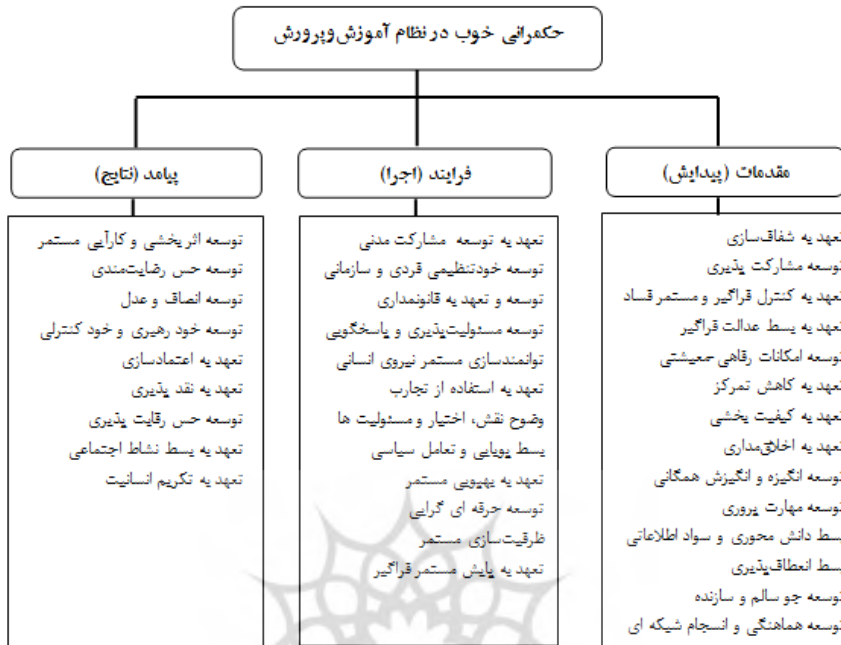 حکمرانی خوب در نظام آموزش‌وپرورش
مقدمات (پیدایش)
تعهد به شفاف‌سازی
توسعه مشارکت پذیری
تعهد به کنترل فراگیر و مستمر فساد
تعهد به بسط عدالت فراگیر
توسعه امکانات رفاهی-معیشتی
تعهد به کاهش تمرکز
تعهد به کیفیت بخشی
تعهد به اخلاق‌مداری
توسعه انگیزه و انگیزش همگانی
توسعه مهارت پروری
بسط دانش محوری و سواد اطلاعاتی
بسط انعطاف‌پذیری
توسعه جو سالم و سازنده
توسعه هماهنگی و انسجام شبکه ای
فرایند (اجرا)
تعهد به توسعه مشارکت مدنی
توسعه خودتنظیمی فردی و سازمانی
توسعه و تعهد به قانونمداری
توسعه مسئولیت‌پذیری و پاسخگویی
توانمندسازی مستمر نیروی انسانی
تعهد به استفاده از تجارب
وضوح نقش، اختیار و مسئولیت ها
بسط پویایی و تعامل سیاسی
تعهد به بهبویی مستمر
توسعه حرفه ای گرایی
ظرفیت‌سازی مستمر
تعهد به پایش مستمر فراگیر
پیامد (نتایج)
توسعه اثربخشی و کارآیی مستمر
توسعه حس رضایت‌مندی
توسعه انصاف و عدل
توسعه خود رهبری و خود کنترلی
تعهد به اعتمادسازی
تعهد به نقد پذیری
توسعه حس رقابت پذیری
تعهد به بسط نشاط اجتماعی
تعهد به تکریم انسانیت